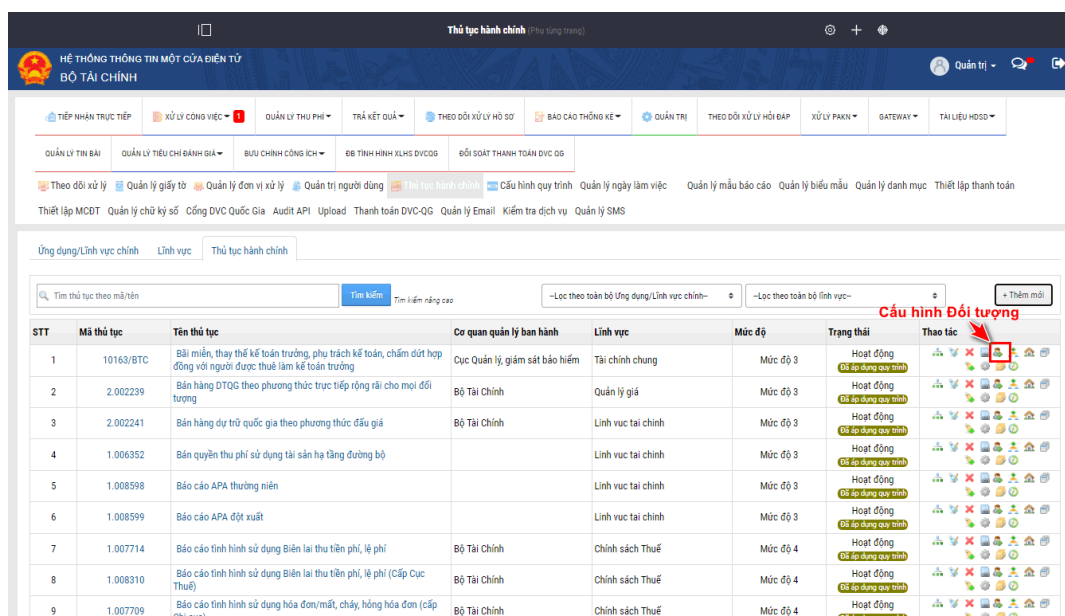 Thủ tục hành chính (Phụ tùng trang)
HỆ THỐNG THÔNG TIN MỘT CỬA ĐIỆN TỬ
BỘ TÀI CHÍNH
Quản trị
TIẾP NHẬN TRỰC TIẾP XỬ LÝ CÔNG VIỆC 1 QUẢN LÝ THU PHÍ TRẢ KẾT QUẢ THEO DÕI XỬ LÝ HỒ SƠ BÁO CÁO THỐNG KÊ QUẢN TRỊ THEO DÕI XỬ LÝ HỎI ĐÁP XỬ LÝ PAKN GATEWAY TÀI LIỆU HDSD
QUẢN LÝ TIN BÀI QUẢN LÝ TIÊU CHÍ ĐÁNH GIÁ BƯU CHÍNH CÔNG ÍCH ĐB TÌNH HÌNH XLHS DVCQG ĐỐI SOÁT THANH TOÁN DVC QG
Theo dõi xử lý Quản lý giấy tờ Quản lý đơn vị xử lý Quản trị người dùng Thủ tục hành chính Cấu hình quy trình Quản lý ngày làm việc Quản lý mẫu báo cáo Quản lý biểu mẫu Quản lý danh mục Thiết lập thanh toán
Thiết lập MCĐT Quản lý chữ ký số Cổng DVC Quốc Gia Audit API Upload Thanh toán DVC-QG Quản lý Email Kiểm tra dịch vụ Quản lý SMS
Ứng dụng/Lĩnh vực chính Lĩnh vực Thủ tục hành chính
Tìm thủ tục theo mã/tên Tìm kiếm Tìm kiếm nâng cao --Lọc theo toàn bộ Ứng dụng/Lĩnh vực chính-- --Lọc theo toàn bộ lĩnh vực-- + Thêm mới
Cấu hình Đối tượng
STT Mã thủ tục Tên thủ tục Cơ quan quản lý ban hành Lĩnh vực Mức độ Trạng thái Thao tác
1 10163/BTC Bãi miễn, thay thế kế toán trưởng, phụ trách kế toán, chấm dứt hợp Cục Quản lý, giám sát bảo hiểm Tài chính chung Mức độ 3 Hoạt động
đồng với người được thuê làm kế toán trưởng Đã áp dụng quy trình
2 2.002239 Bán hàng DTQG theo phương thức trực tiếp rộng rãi cho mọi đối Bộ Tài Chính Quản lý giá Mức độ 3 Hoạt động
tượng Đã áp dụng quy trình
3 2.002241 Bán hàng dự trữ quốc gia theo phương thức đấu giá Bộ Tài Chính Linh vuc tai chinh Mức độ 3 Hoạt động
Đã áp dụng quy trình
4 1.006352 Bán quyền thu phí sử dụng tài sản hạ tầng đường bộ Linh vuc tai chinh Mức độ 3 Hoạt động
Đã áp dụng quy trình
5 1.008598 Báo cáo APA thường niên Linh vuc tai chinh Mức độ 3 Hoạt động
Đã áp dụng quy trình
6 1.008599 Báo cáo APA đột xuất Linh vuc tai chinh Mức độ 3 Hoạt động
Đã áp dụng quy trình
7 1.007714 Báo cáo tình hình sử dụng Biên lai thu tiền phí, lệ phí Bộ Tài Chính Chính sách Thuế Mức độ 4 Hoạt động
Đã áp dụng quy trình
8 1.008310 Báo cáo tình hình sử dụng Biên lai thu tiền phí, lệ phí (Cấp Cục Bộ Tài Chính Chính sách Thuế Mức độ 4 Hoạt động
Thuế) Đã áp dụng quy trình
9 1.007709 Báo cáo tình hình sử dụng hóa đơn/mất, cháy, hỏng hóa đơn (cấp Bộ Tài Chính Chính sách Thuế Mức độ 4 Hoạt động